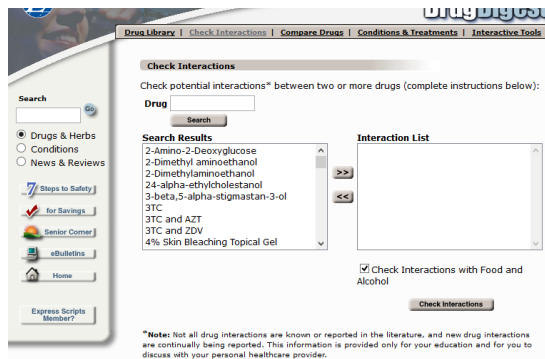 DrugDigest
Drug Library | Check Interactions | Compare Drugs | Conditions & Treatments | Interactive Tools
Check Interactions
Check potential interactions* between two or more drugs (complete instructions below):
Search
Go
Drugs & Herbs
Conditions
News & Reviews
7 Steps to Safety
for Savings
Senior Corner
eBulletins
Home
Express Scripts
Member?
Drug
Search
Search Results
2-Amino-2-Deoxyglucose
2-Dimethyl aminoethanol
2-Dimethylaminoethanol
24-alpha-ethylcholestanol
3-beta,5-alpha-stigmastan-3-ol
3TC
3TC and AZT
3TC and ZDV
4% Skin Bleaching Topical Gel
>>
<<
Interaction List
Check Interactions with Food and
Alcohol
Check Interactions
*Note: Not all drug interactions are known or reported in the literature, and new drug interactions
are continually being reported. This information is provided only for your education and for you to
discuss with your personal healthcare provider.